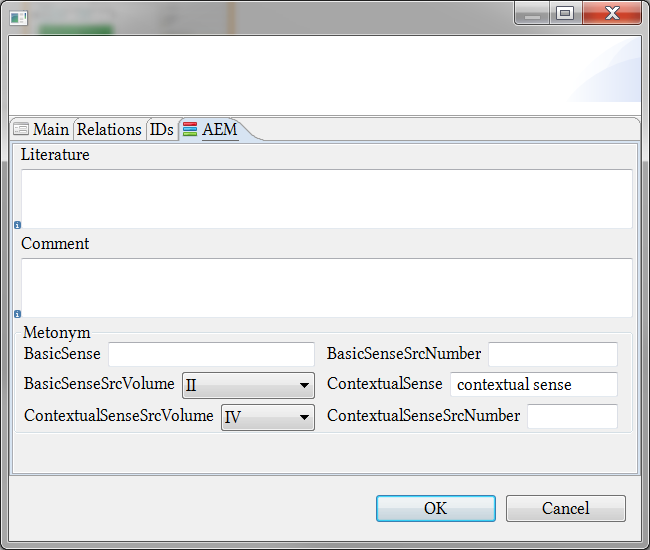 Main Relations IDs AEM
Literature
Comment
Metonym
BasicSense BasicSenseSrcNumber
BasicSenseSrcVolume II ContextualSense contextual sense
ContextualSenseSrcVolume IV ContextualSenseSrcNumber
OK Cancel